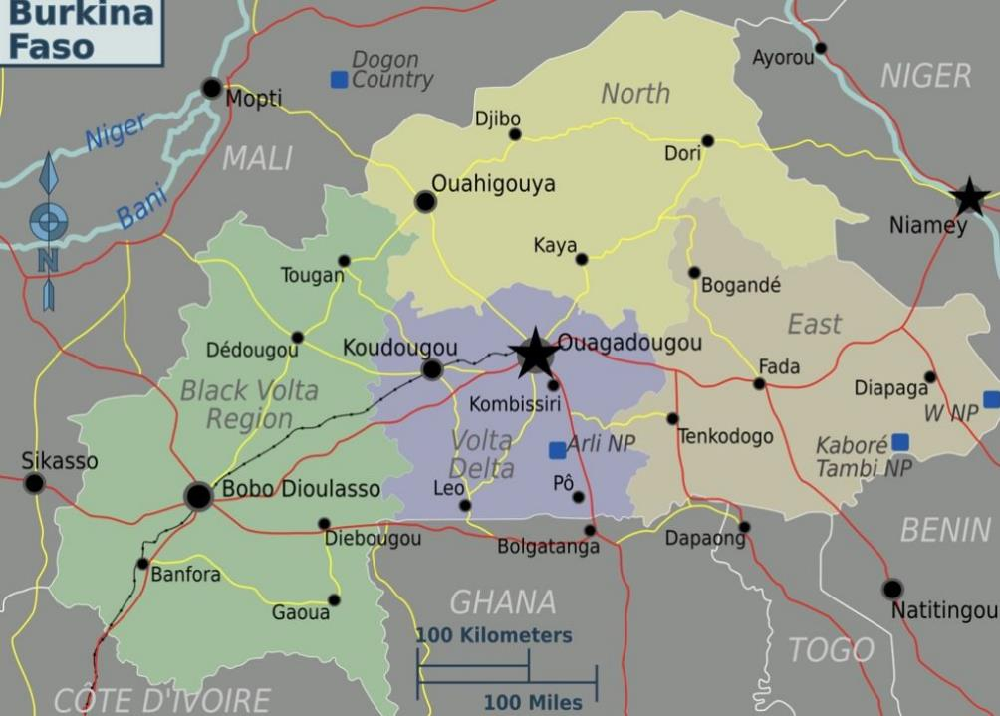 Burkina
Faso
Dogon
Country
Ayorou
NIGER
Mopti
North
Niger
Djibo
Dori
MALI
Ouahigouya
Bani
Niamey
N
Kaya
Tougan
Bogandé
East
Dédougou
Koudougou
Ouagadougou
Fada
Diapaga
Black Volta
Region
Kombissiri
W NP
Volta
Delta
Arli NP
Tenkodogo
Kaboré
Tambi NP
Sikasso
Bobo Dioulasso
Leo
Pô
Diebougou
Bolgatanga
Dapaong
BENIN
Banfora
Gaoua
GHANA
Natitingou
100 Kilometers
TOGO
CÔTE D'IVOIRE
100 Miles